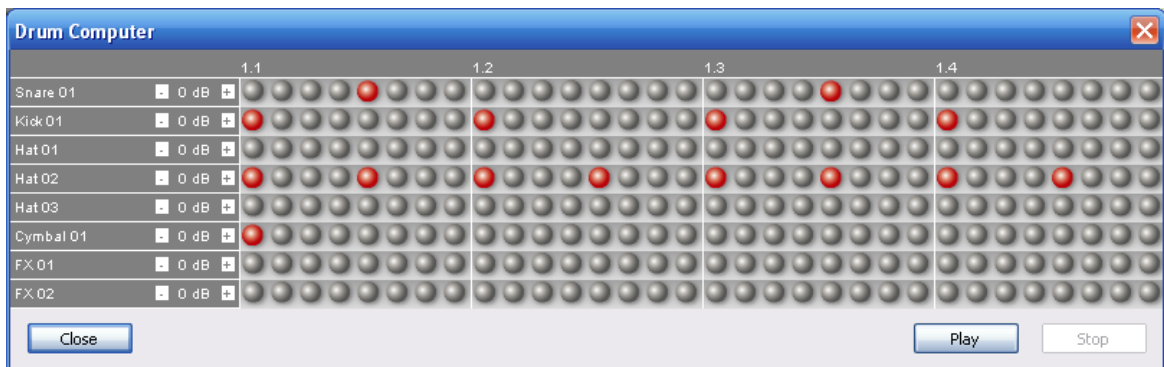 Drum Computer
1.1 1.2 1.3 1.4
Snare 01 - 0 dB +
Kick 01 - 0 dB +
Hat 01 - 0 dB +
Hat 02 - 0 dB +
Hat 03 - 0 dB +
Cymbal 01 - 0 dB +
FX 01 - 0 dB +
FX 02 - 0 dB +
Close Play Stop